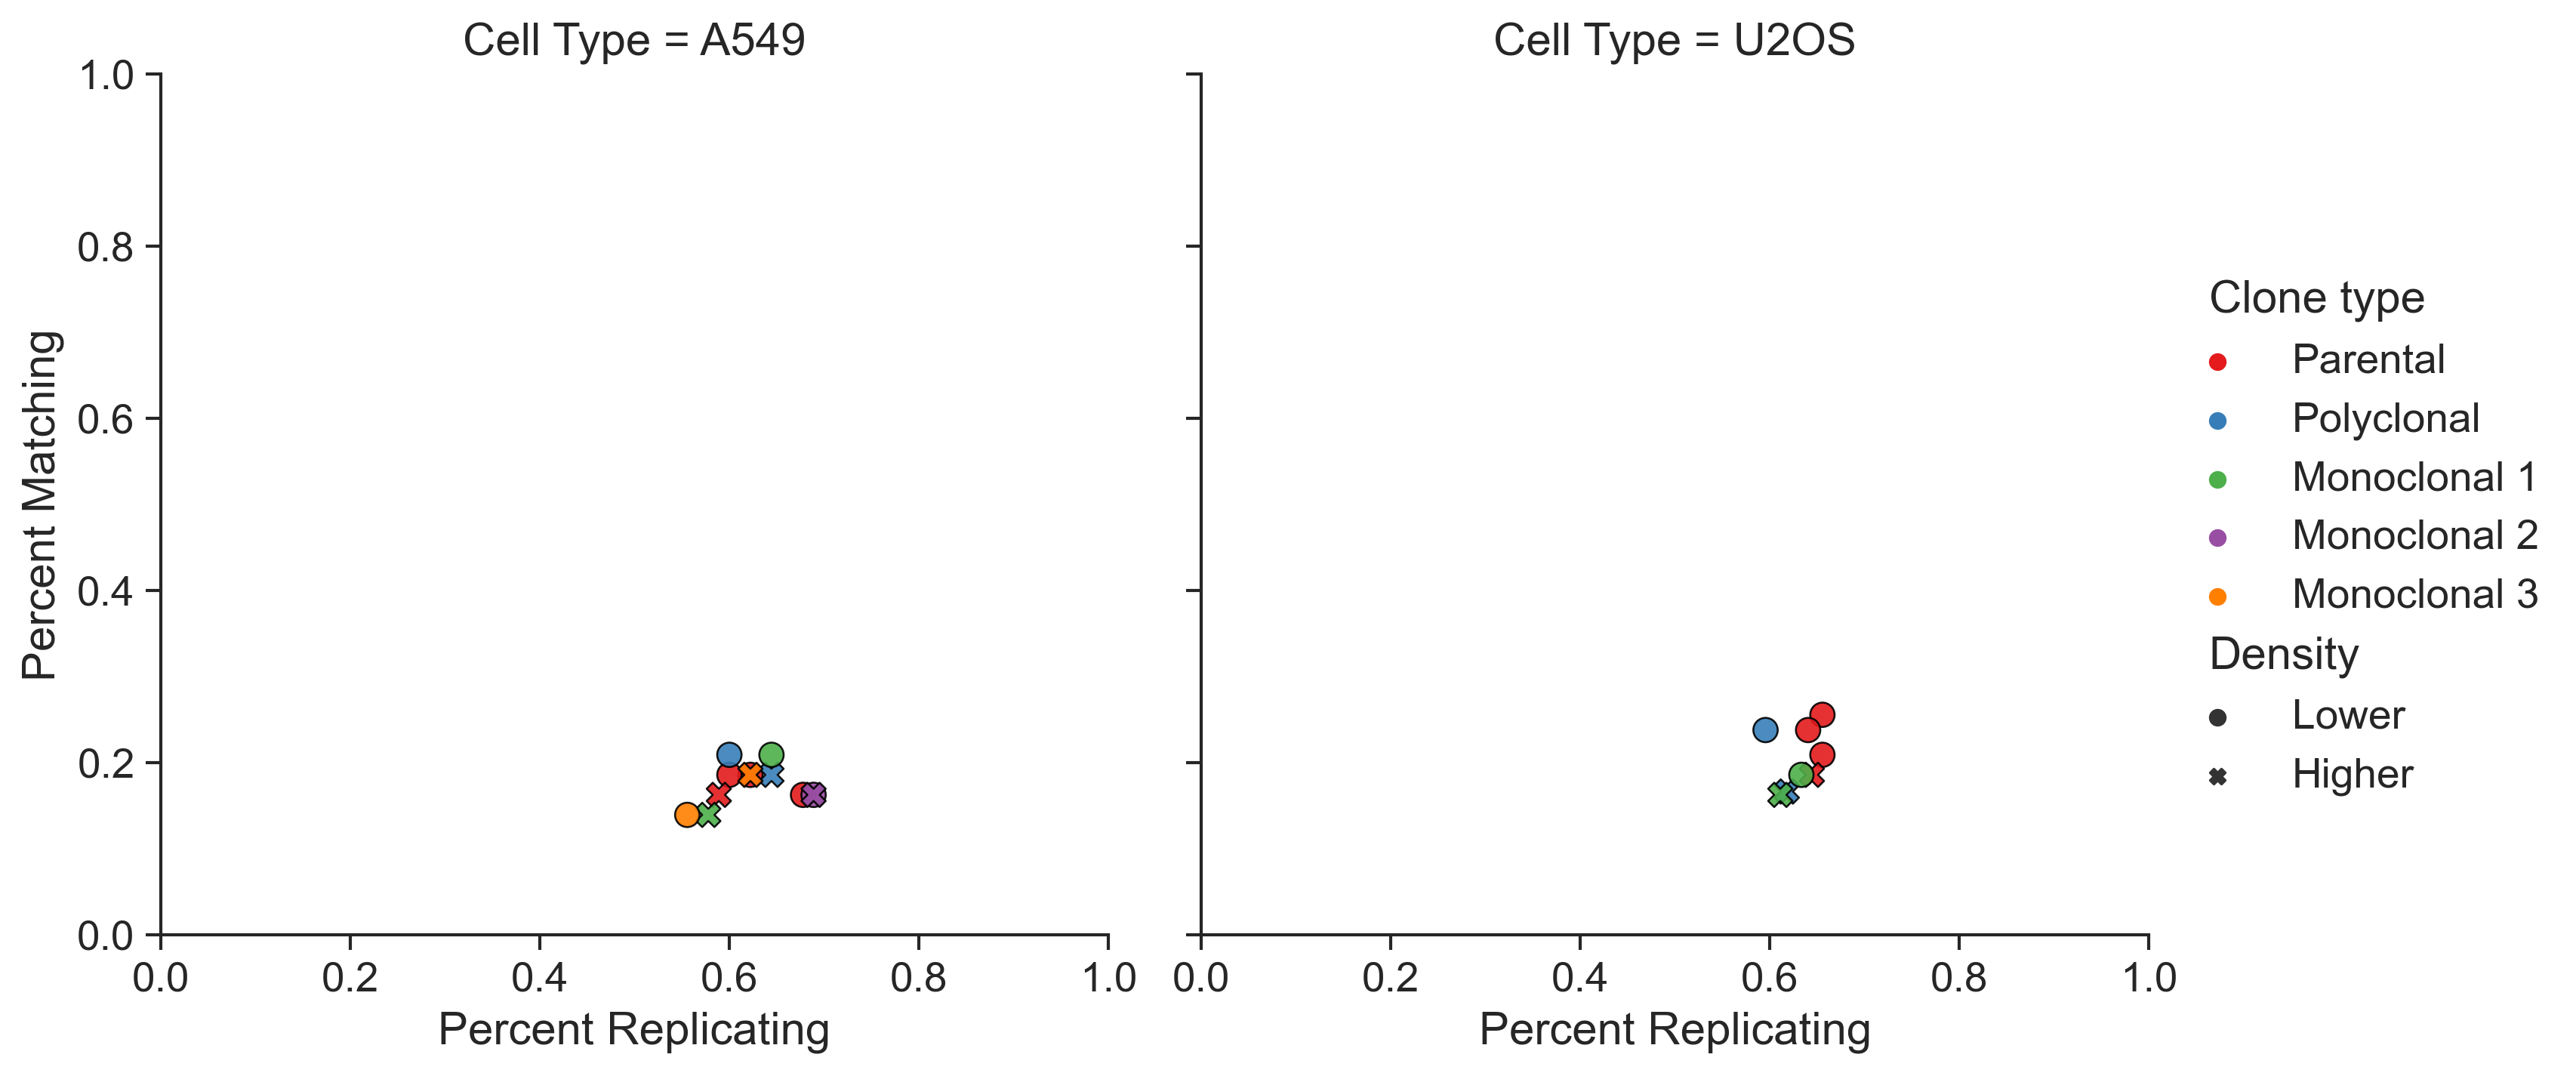 Cell Type = A549
Cell Type = U2OS
Percent Matching
1.0
0.8
0.6
0.4
0.2
0.0
0.0 0.2 0.4 0.6 0.8 1.0
0.0 0.2 0.4 0.6 0.8 1.0
Percent Replicating
Percent Replicating
Clone type
Parental
Polyclonal
Monoclonal 1
Monoclonal 2
Monoclonal 3
Density
Lower
Higher